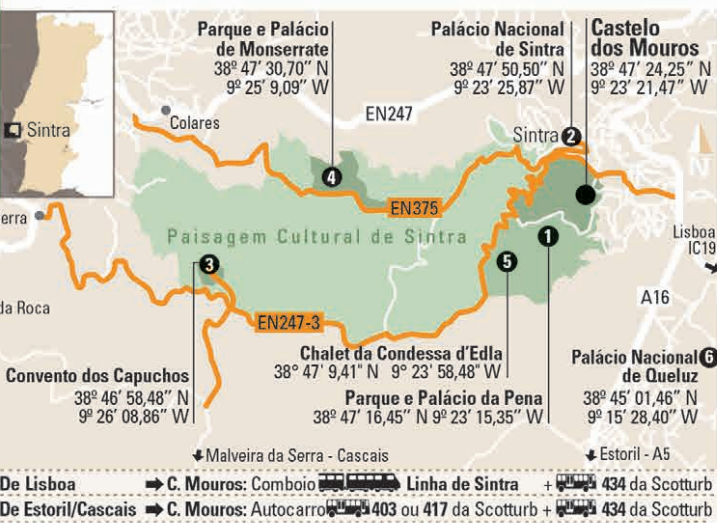 Parque e Palácio
de Monserrate
38º 47' 30,70" N
9º 25' 9,09" W
Palácio Nacional
de Sintra
38º 47' 50,50" N
9º 23' 25,87" W
Castelo
dos Mouros
38º 47' 24,25" N
9º 23' 21,47" W
Sintra
Colares
EN247
Sintra 2
N
4
EN375
erra
Paisagem Cultural de Sintra
1
Lisboa
IC19
3
5
da Roca
A16
EN247-3
Convento dos Capuchos
38º 46' 58,48" N
9º 26' 08,86" W
Chalet da Condessa d'Edla
38º 47' 9,41" N 9º 23' 58,48" W
Parque e Palácio da Pena
38º 47' 16,45" N 9º 23' 15,35" W
Palácio Nacional 6
de Queluz
38º 45' 01,46" N
9º 15' 28,40" W
Malveira da Serra - Cascais
Estoril - A5
De Lisboa ➡ C. Mouros: Comboio Linha de Sintra + 434 da Scotturb
De Estoril/Cascais ➡ C. Mouros: Autocarro 403 ou 417 da Scotturb + 434 da Scotturb